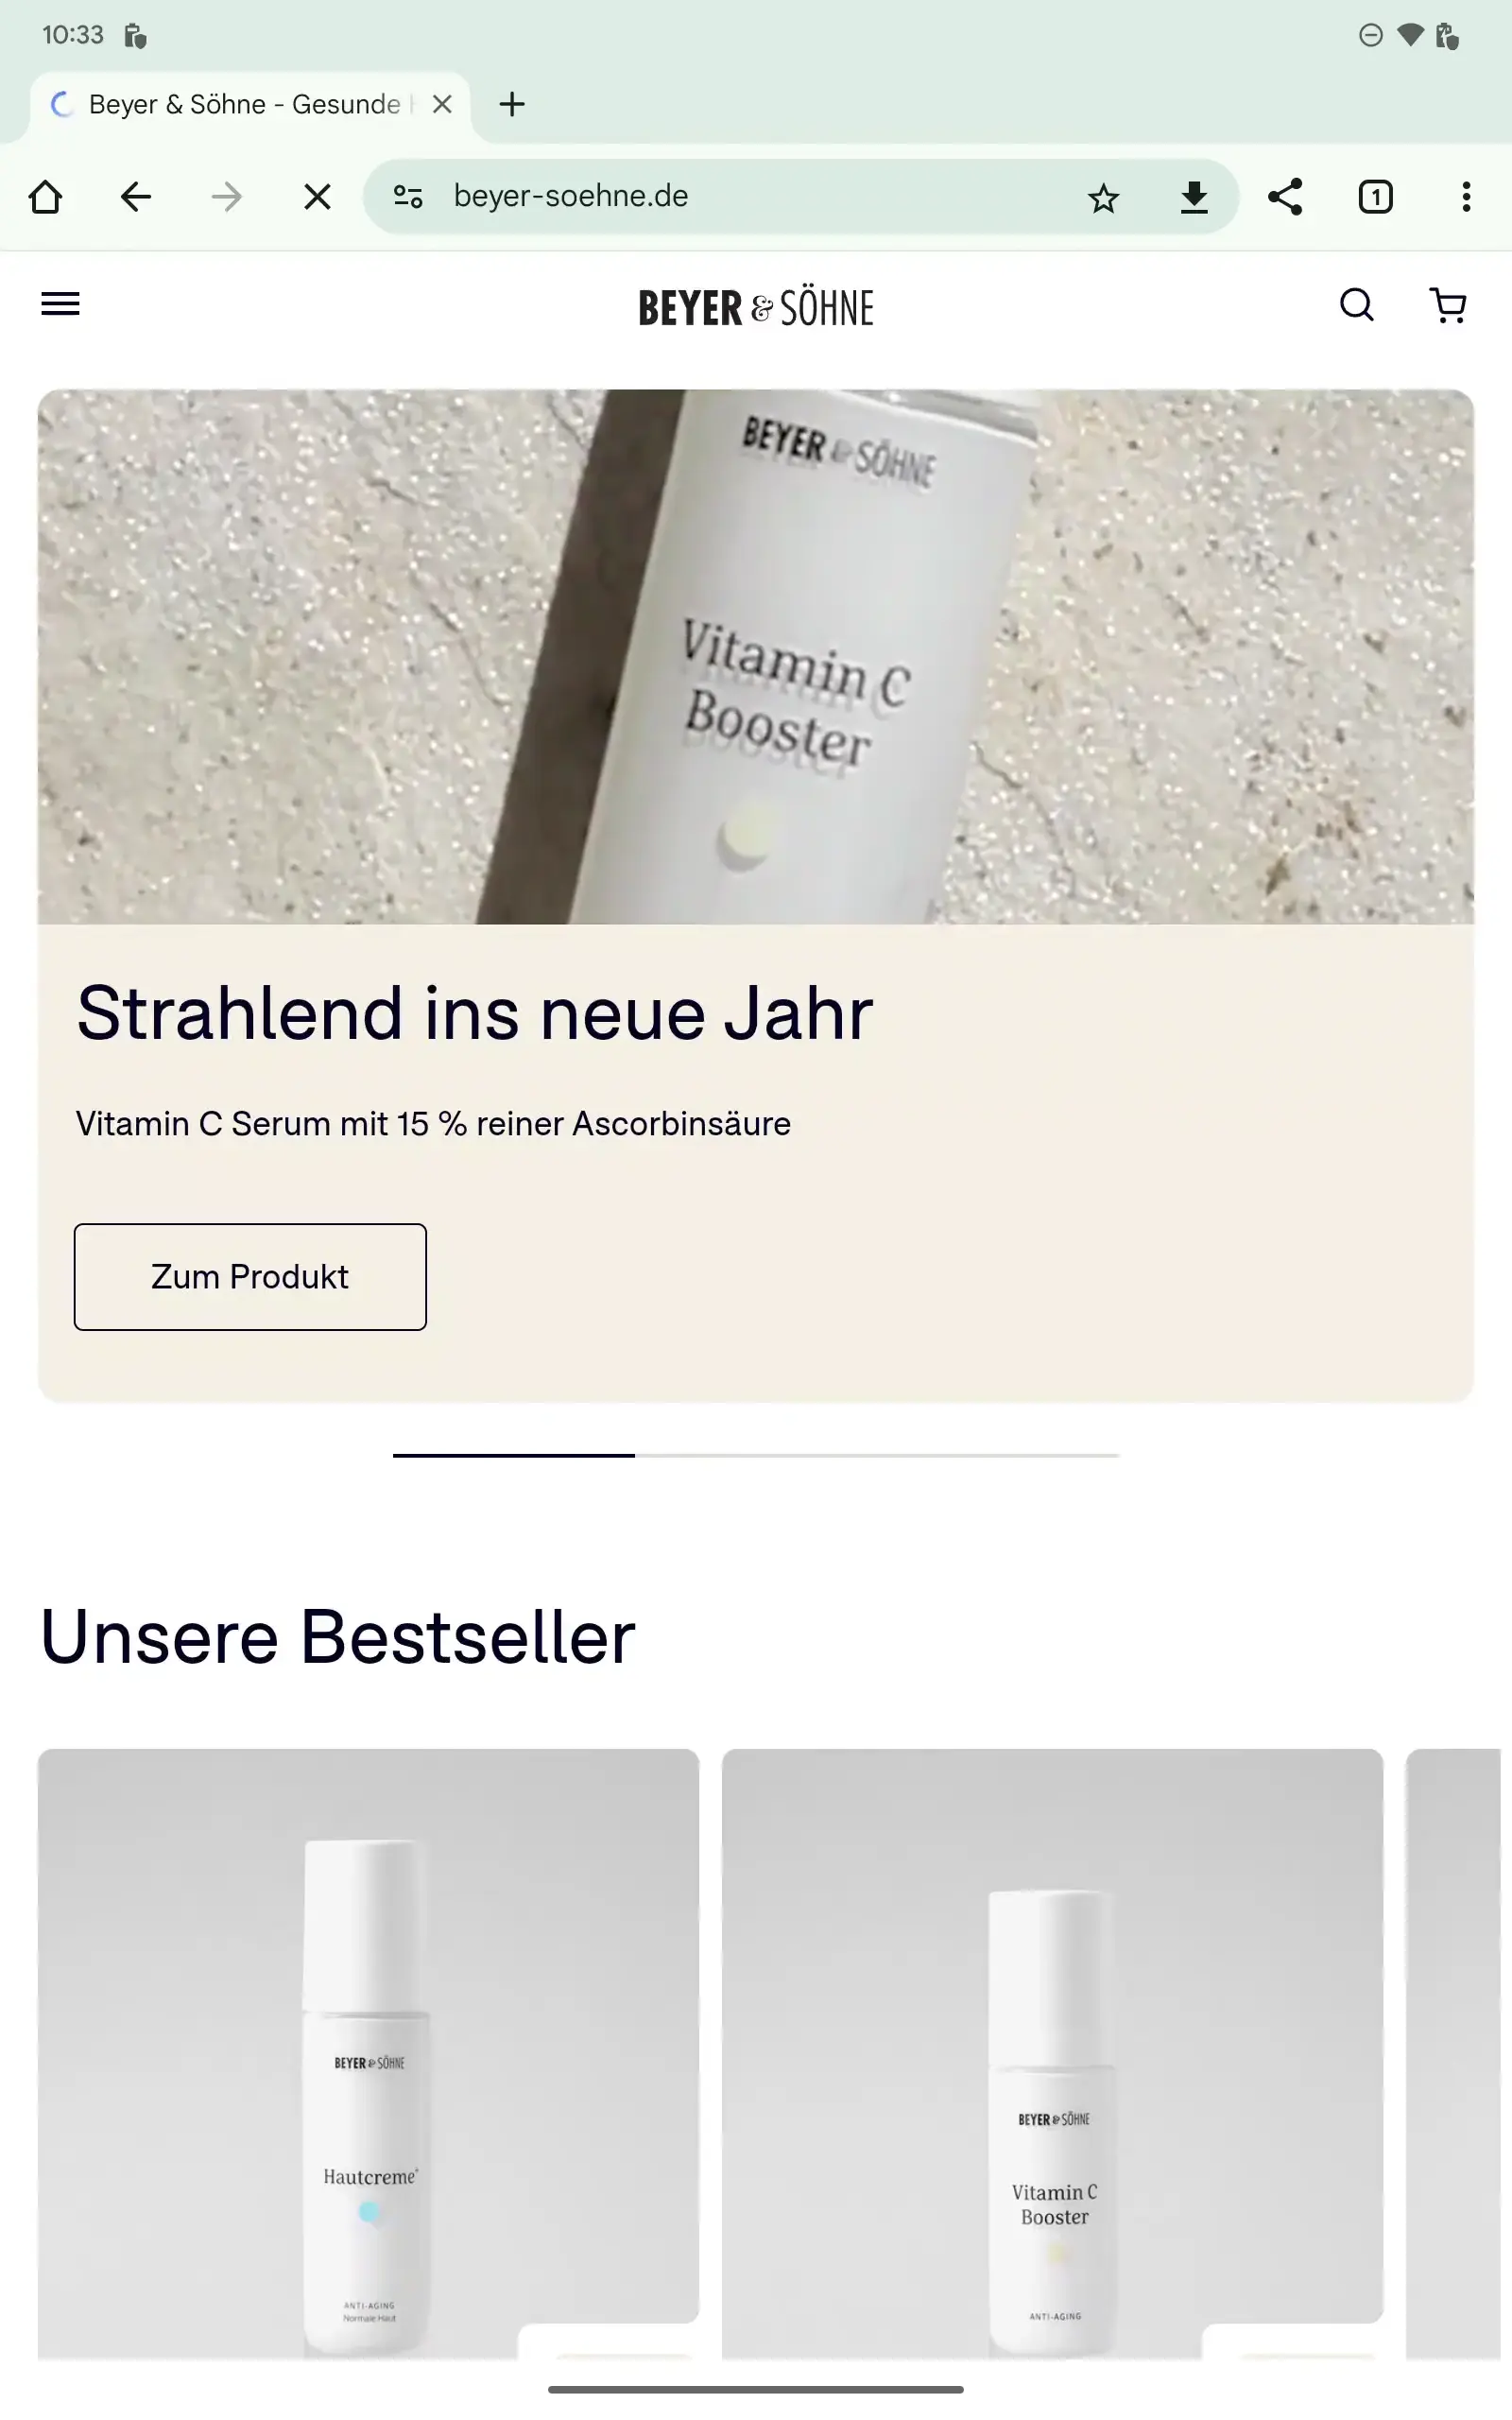 10:33
Beyer & Söhne - Gesunde
beyer-soehne.de
1
BEYER & SÖHNE
BEYER & SÖHNE
Vitamin C
Booster
Strahlend ins neue Jahr
Vitamin C Serum mit 15 % reiner Ascorbinsäure
Zum Produkt
Unsere Bestseller
BEYER & SÖHNE
Hautcreme+
ANTI-AGING
Normale Haut
BEYER & SÖHNE
Vitamin C
Booster
ANTI-AGING